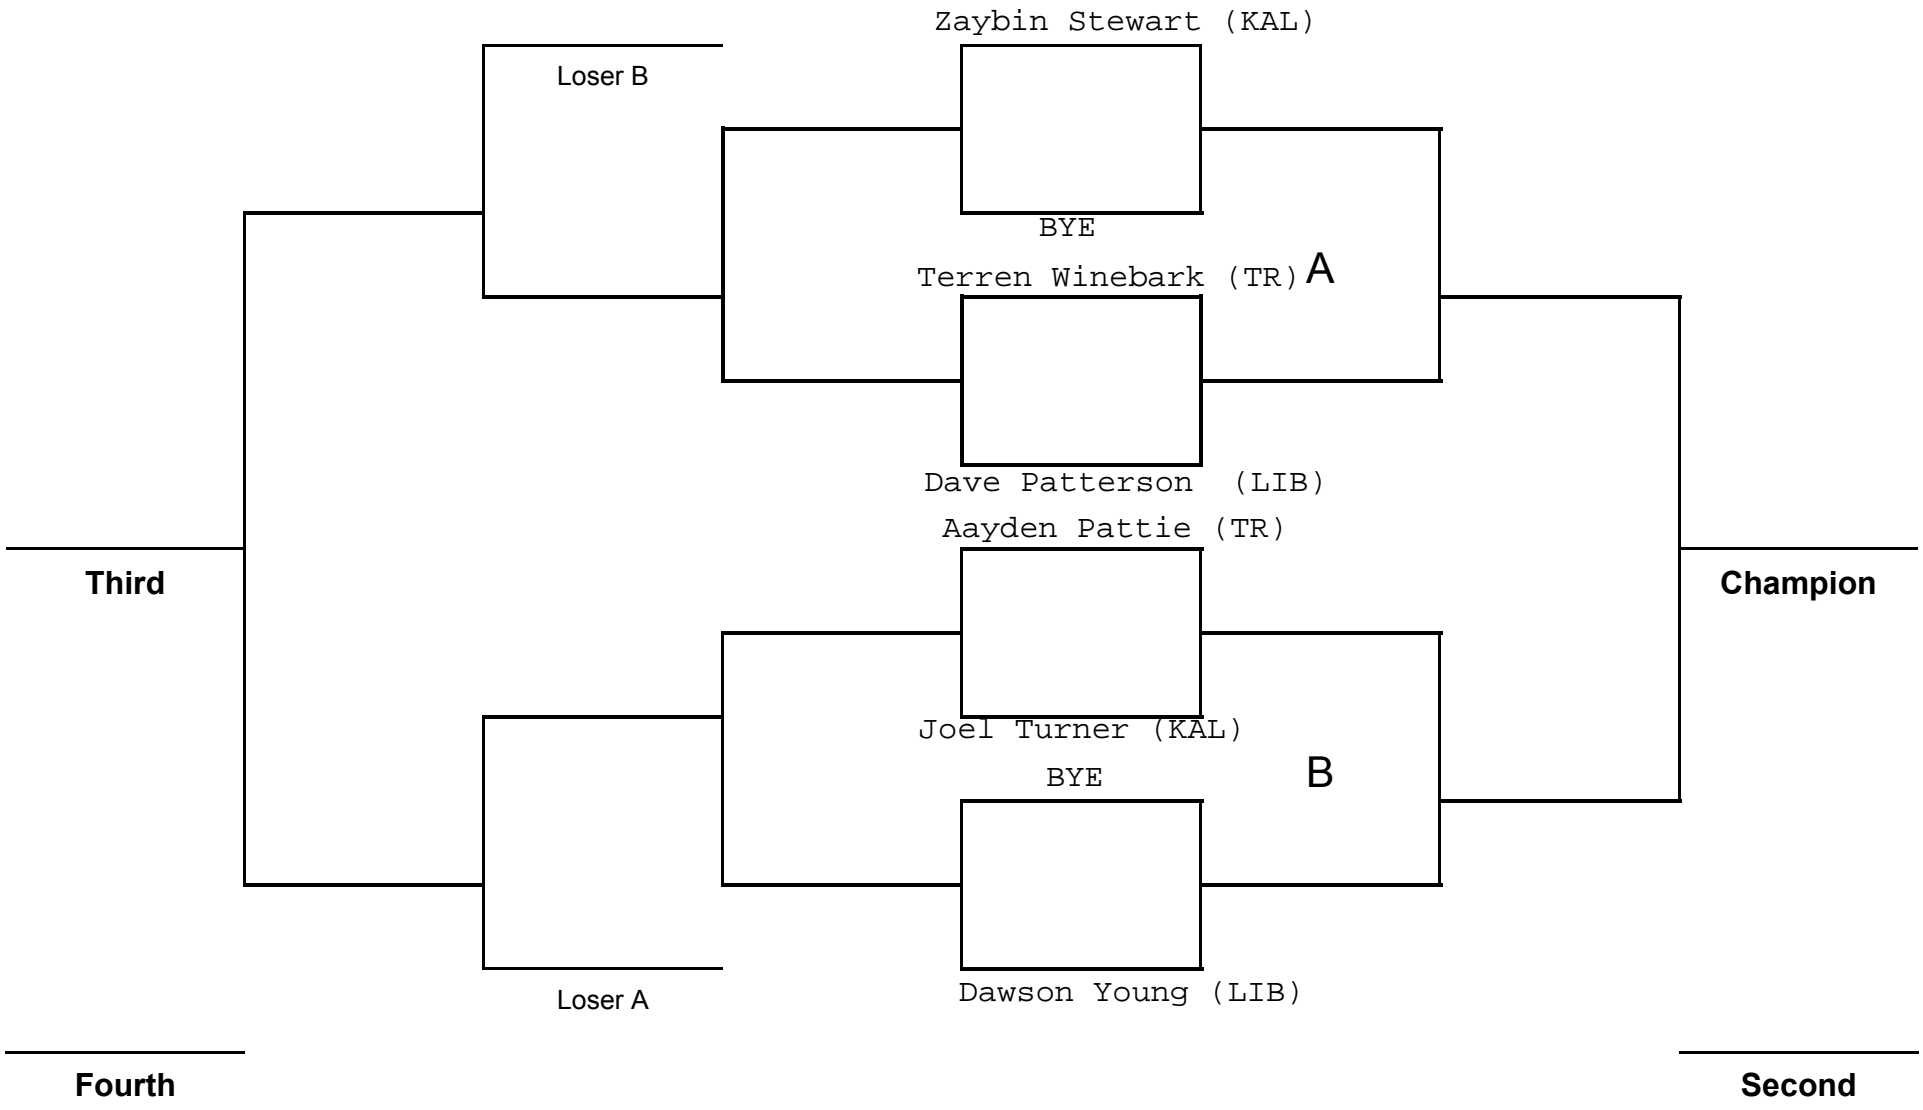 Zaybin Stewart (KAL)
Loser B
BYE
Terren Winebark (TR)
A
Dave Patterson (LIB)
Aayden Pattie (TR)
Third
Champion
Joel Turner (KAL)
BYE
B
Loser A
Dawson Young (LIB)
Fourth
Second